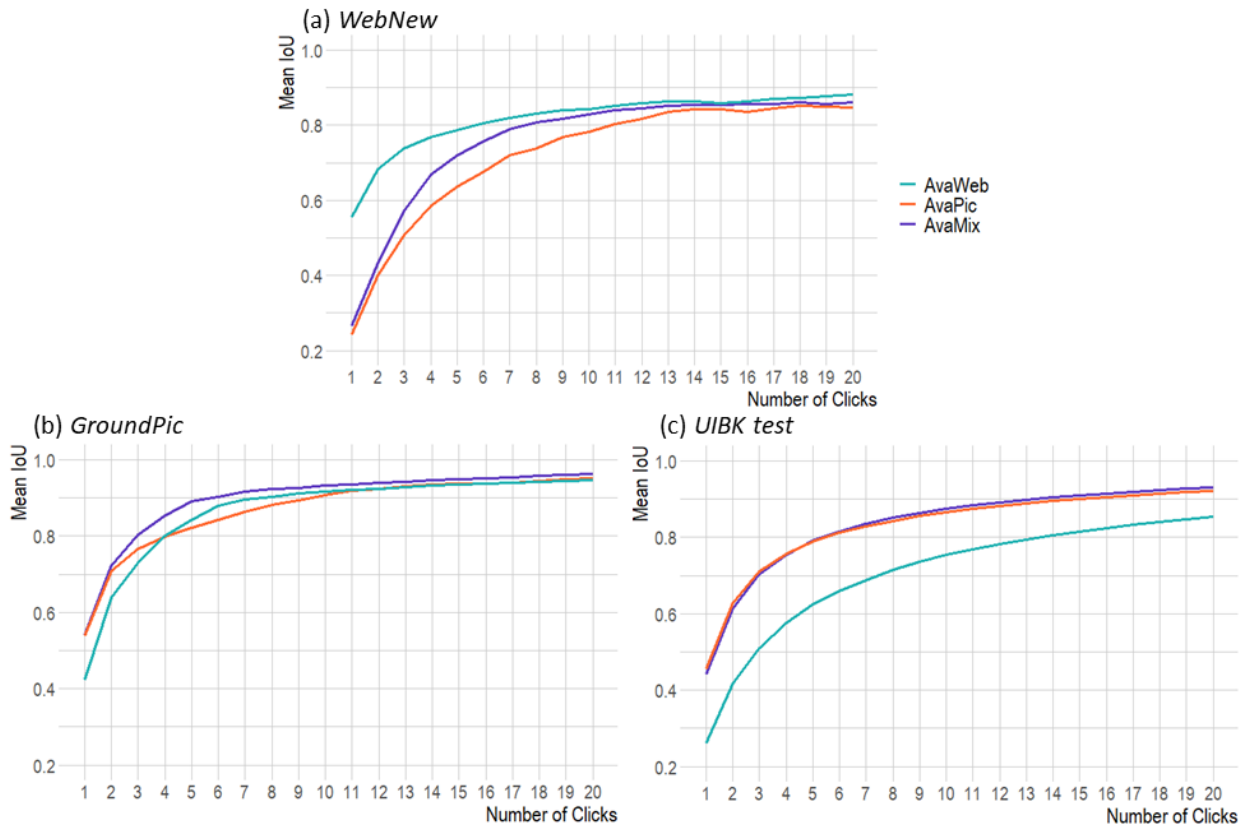 (a) WebNew
Mean IoU
1.0
0.8
0.6
0.4
0.2
1 2 3 4 5 6 7 8 9 10 11 12 13 14 15 16 17 18 19 20
Number of Clicks
AvaWeb
AvaPic
AvaMix
(b) GroundPic
Mean IoU
1.0
0.8
0.6
0.4
0.2
1 2 3 4 5 6 7 8 9 10 11 12 13 14 15 16 17 18 19 20
Number of Clicks
(c) UIBK test
Mean IoU
1.0
0.8
0.6
0.4
0.2
1 2 3 4 5 6 7 8 9 10 11 12 13 14 15 16 17 18 19 20
Number of Clicks